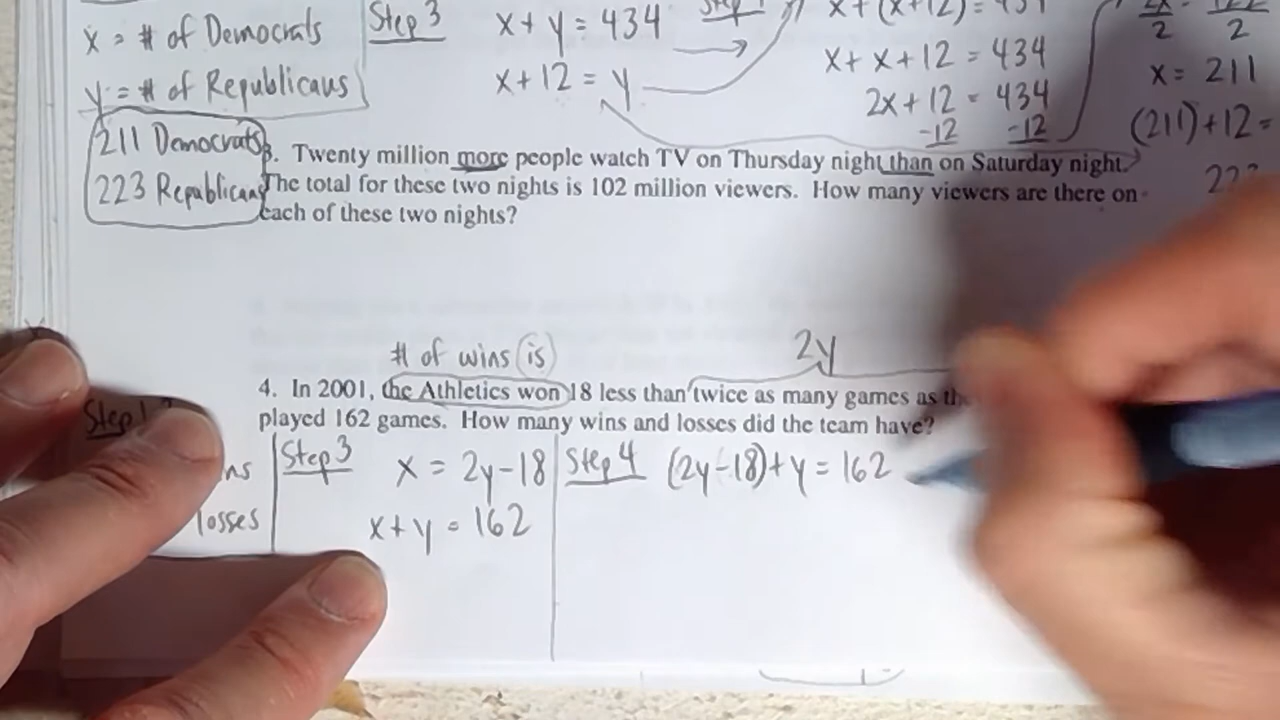 x = # of Democrats
y = # of Republicans
Step 3
x + y = 434
x + 12 = y
x + (x+12) = 434
x + x + 12 = 434
2x + 12 = 434
-12 -12
2 2
x = 211
(211) + 12 =
211 Democrats
223 Republicans
3. Twenty million more people watch TV on Thursday night than on Saturday night.
The total for these two nights is 102 million viewers. How many viewers are there on
each of these two nights?
# of wins (is)
2y
4. In 2001, the Athletics won 18 less than twice as many games as
played 162 games. How many wins and losses did the team have?
Step
losses
Step 3
x = 2y - 18
x + y = 162
Step 4
(2y - 18) + y = 162